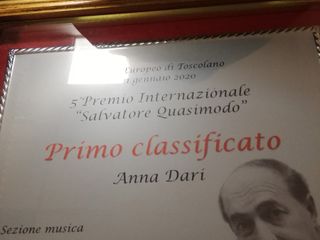 Europeo di Toscolano
gennaio 2020
5° Premio Internazionale
"Salvatore Quasimodo"
Primo classificato
Anna Dari
Sezione musica